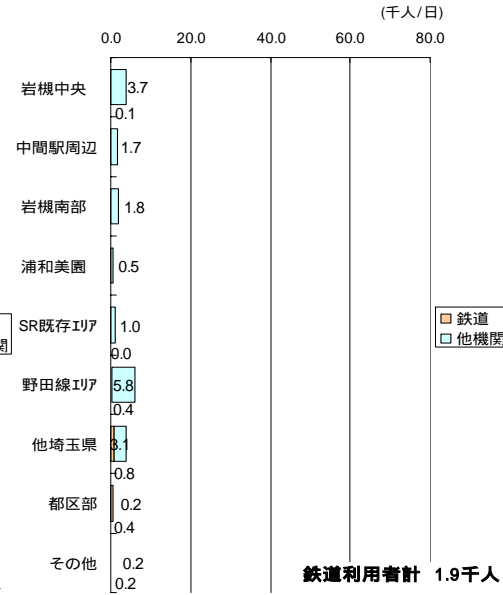 (千人/日)
0.0 20.0 40.0 60.0 80.0
岩槻中央 3.7
0.1
中間駅周辺 1.7
岩槻南部 1.8
浦和美園 0.5
SR既存ｴﾘｱ 1.0
0.0
野田線ｴﾘｱ 5.8
0.4
他埼玉県 3.1
0.8
都区部 0.2
0.4
その他 0.2
0.2
関
鉄道
他機関
鉄道利用者計 1.9千人